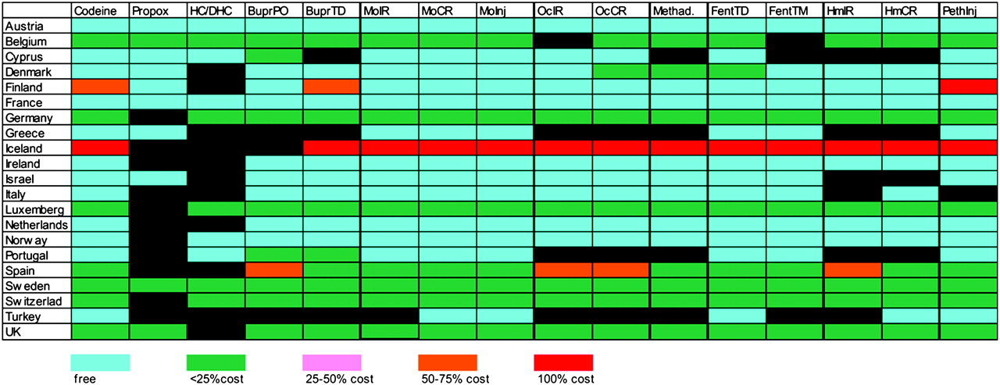 Codeine Propox HC/DHC BuprPO BuprTD MoIR MoCR MoInj OcIR OcCR Methad. FentTD FentTM HmIR HmCR PethInj
Austria
Belgium
Cyprus
Denmark
Finland
France
Germany
Greece
Iceland
Ireland
Israel
Italy
Luxemberg
Netherlands
Norway
Portugal
Spain
Sweden
Switzerlad
Turkey
UK
free <25%cost 25-50% cost 50-75% cost 100% cost